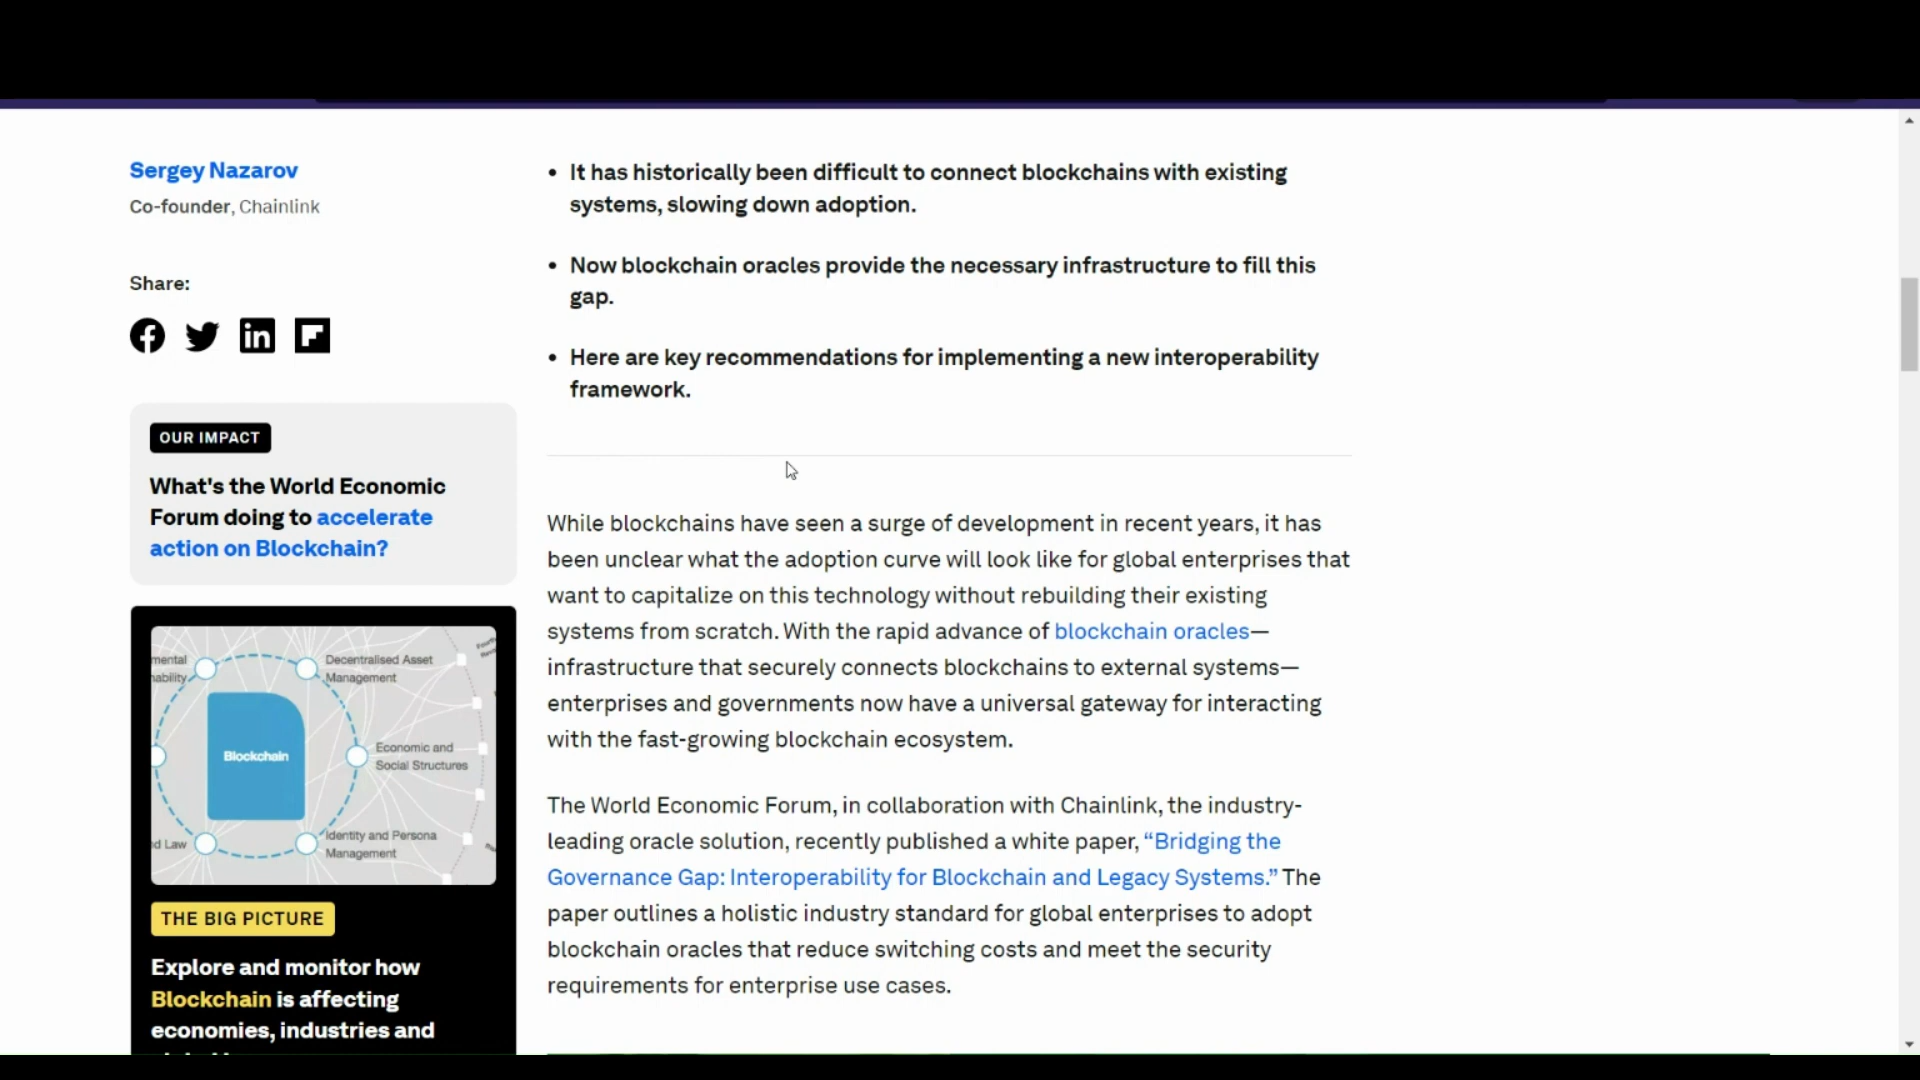 Sergey Nazarov
Co-founder, Chainlink
Share:
OUR IMPACT
What's the World Economic
Forum doing to accelerate
action on Blockchain?
mental
nability
Decentralised Asset
Management
Blockchain
Economic and
Social Structures
d Law
Identity and Persona
Management
THE BIG PICTURE
Explore and monitor how
Blockchain is affecting
economies, industries and
• It has historically been difficult to connect blockchains with existing
systems, slowing down adoption.
• Now blockchain oracles provide the necessary infrastructure to fill this
gap.
• Here are key recommendations for implementing a new interoperability
framework.
While blockchains have seen a surge of development in recent years, it has
been unclear what the adoption curve will look like for global enterprises that
want to capitalize on this technology without rebuilding their existing
systems from scratch. With the rapid advance of blockchain oracles—
infrastructure that securely connects blockchains to external systems—
enterprises and governments now have a universal gateway for interacting
with the fast-growing blockchain ecosystem.
The World Economic Forum, in collaboration with Chainlink, the industry-
leading oracle solution, recently published a white paper, “Bridging the
Governance Gap: Interoperability for Blockchain and Legacy Systems.” The
paper outlines a holistic industry standard for global enterprises to adopt
blockchain oracles that reduce switching costs and meet the security
requirements for enterprise use cases.